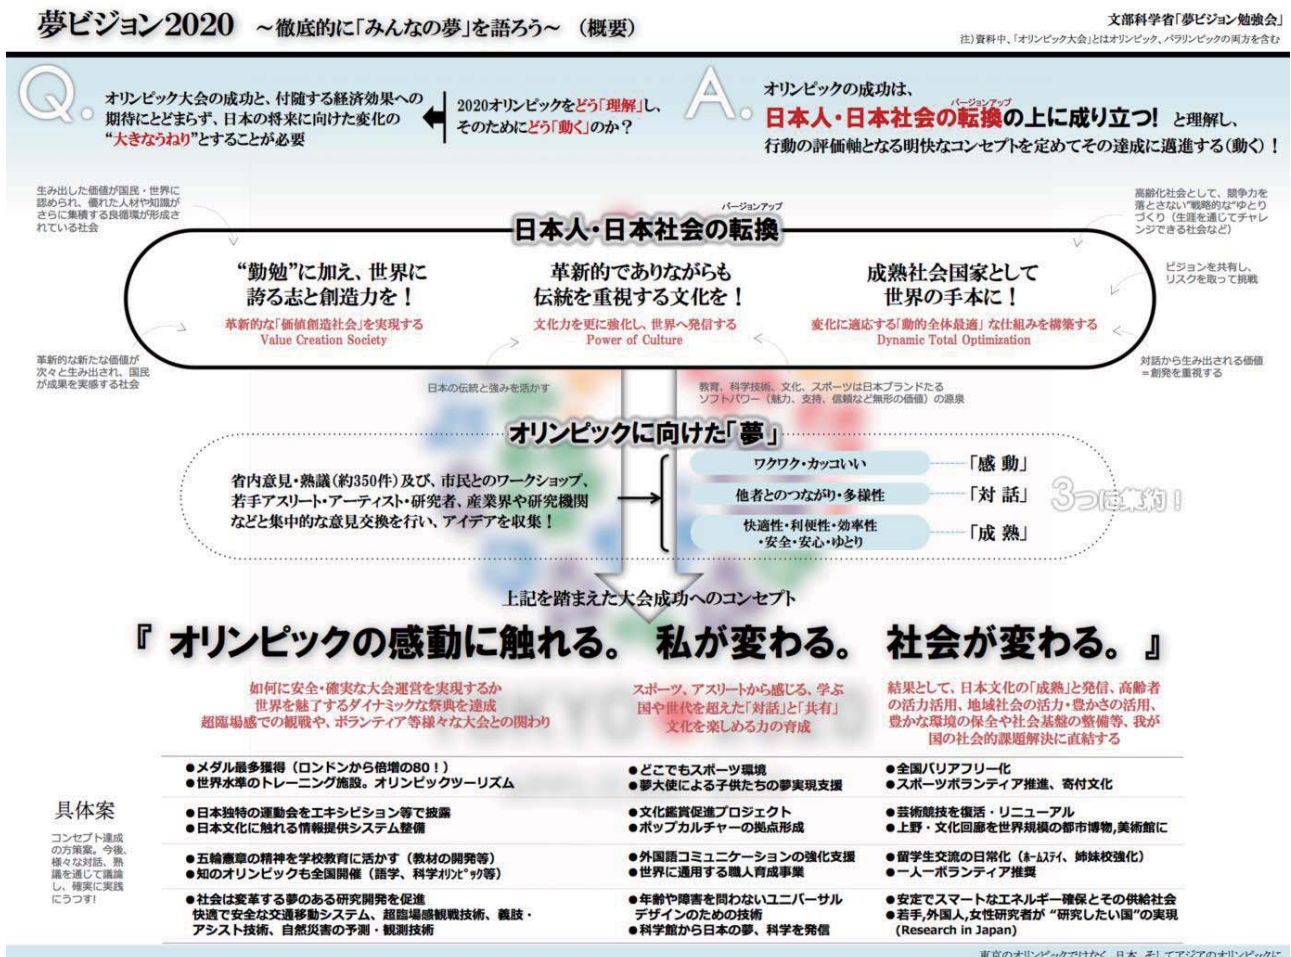 夢ビジョン2020 ~徹底的に「みんなの夢」を語ろう~ (概要)
文部科学省「夢ビジョン勉強会」
注)資料中、「オリンピック大会」とはオリンピック、パラリンピックの両方を含む
Q.
オリンピック大会の成功と、付随する経済効果への
期待にとどまらず、日本の将来に向けた変化の
“大きなうねり”とすることが必要
2020オリンピックをどう「理解」し、
そのためにどう「動く」のか？
A.
オリンピックの成功は、
バージョンアップ
日本人・日本社会の転換の上に成り立つ！ と理解し、
行動の評価軸となる明快なコンセプトを定めてその達成に邁進する(動く)！
生み出した価値が国民・世界に
認められ、優れた人材や知識が
さらに集積する良循環が形成さ
れている社会
高齢化社会として、競争力を
落とさない"戦略的な"ゆとり
づくり（生涯を通じてチャレ
ンジできる社会など）
バージョンアップ
日本人・日本社会の転換
“勤勉”に加え、世界に
誇る志と創造力を！
革新的な「価値創造社会」を実現する
Value Creation Society
革新的でありながらも
伝統を重視する文化を！
文化力を更に強化し、世界へ発信する
Power of Culture
成熟社会国家として
世界の手本に！
変化に適応する「動的全体最適」な仕組みを構築する
Dynamic Total Optimization
ビジョンを共有し、
リスクを取って挑戦
革新的な新たな価値が
次々と生み出され、国民
が成果を実感する社会
日本の伝統と強みを活かす
教育、科学技術、文化、スポーツは日本ブランドたる
ソフトパワー（魅力、支持、信頼など無形の価値）の源泉
対話から生み出される価値
＝創発を重視する
オリンピックに向けた「夢」
省内意見・熟議(約350件)及び、市民とのワークショップ、
若手アスリート・アーティスト・研究者、産業界や研究機関
などと集中的な意見交換を行い、アイデアを収集！
ワクワク・カッコいい 「感動」
他者とのつながり・多様性 「対話」
快適性・利便性・効率性
・安全・安心・ゆとり 「成熟」
3つに集約！
上記を踏まえた大会成功へのコンセプト
『オリンピックの感動に触れる。 私が変わる。 社会が変わる。』
如何に安全・確実な大会運営を実現するか
世界を魅了するダイナミックな祭典を達成
超臨場感での観戦や、ボランティア等様々な大会との関わり
スポーツ、アスリートから感じる、学ぶ
国や世代を超えた「対話」と「共有」
文化を楽しめる力の育成
結果として、日本文化の「成熟」と発信、高齢者
の活力活用、地域社会の活力・豊かさの活用、
豊かな環境の保全や社会基盤の整備等、我が
国の社会的課題解決に直結する
具体案
コンセプト達成
の方策案。今後、
様々な対話、熟
議を通じて議論
し、確実に実践
にうつす!
●メダル最多獲得（ロンドンから倍増の80！）
●世界水準のトレーニング施設。オリンピックツーリズム
●どこでもスポーツ環境
●夢大使による子供たちの夢実現支援
●全国バリアフリー化
●スポーツボランティア推進、寄付文化
●日本独特の運動会をエキシビション等で披露
●日本文化に触れる情報提供システム整備
●文化鑑賞促進プロジェクト
●ポップカルチャーの拠点形成
●芸術競技を復活・リニューアル
●上野・文化回廊を世界規模の都市博物,美術館に
●五輪憲章の精神を学校教育に活かす（教材の開発等）
●知のオリンピックも全国開催（語学、科学ｵﾘﾝﾋﾟｯｸ等）
●外国語コミュニケーションの強化支援
●世界に通用する職人育成事業
●留学生交流の日常化（ﾎｰﾑｽﾃｲ、姉妹校強化）
●一人一ボランティア推奨
●社会は変革する夢のある研究開発を促進
快適で安全な交通移動システム、超臨場感観戦技術、義肢・
アシスト技術、自然災害の予測・観測技術
●年齢や障害を問わないユニバーサル
デザインのための技術
●科学館から日本の夢、科学を発信
●安定でスマートなエネルギー確保とその供給社会
●若手,外国人,女性研究者が“研究したい国”の実現
(Research in Japan)